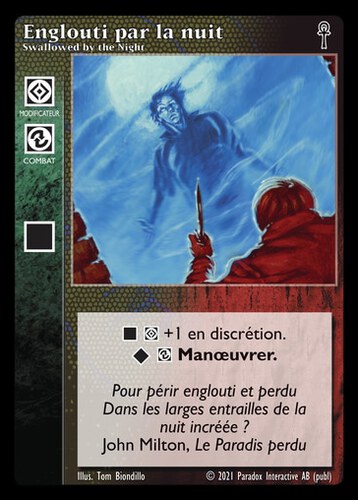 Englouti par la nuit
Swallowed by the Night
MODIFICATEUR
COMBAT
+1 en discrétion.
Manœuvrer.
Pour périr englouti et perdu
Dans les larges entrailles de la
nuit incréée ?
John Milton, Le Paradis perdu
Illus. Tom Biondillo
© 2021 Paradox Interactive AB (publ)